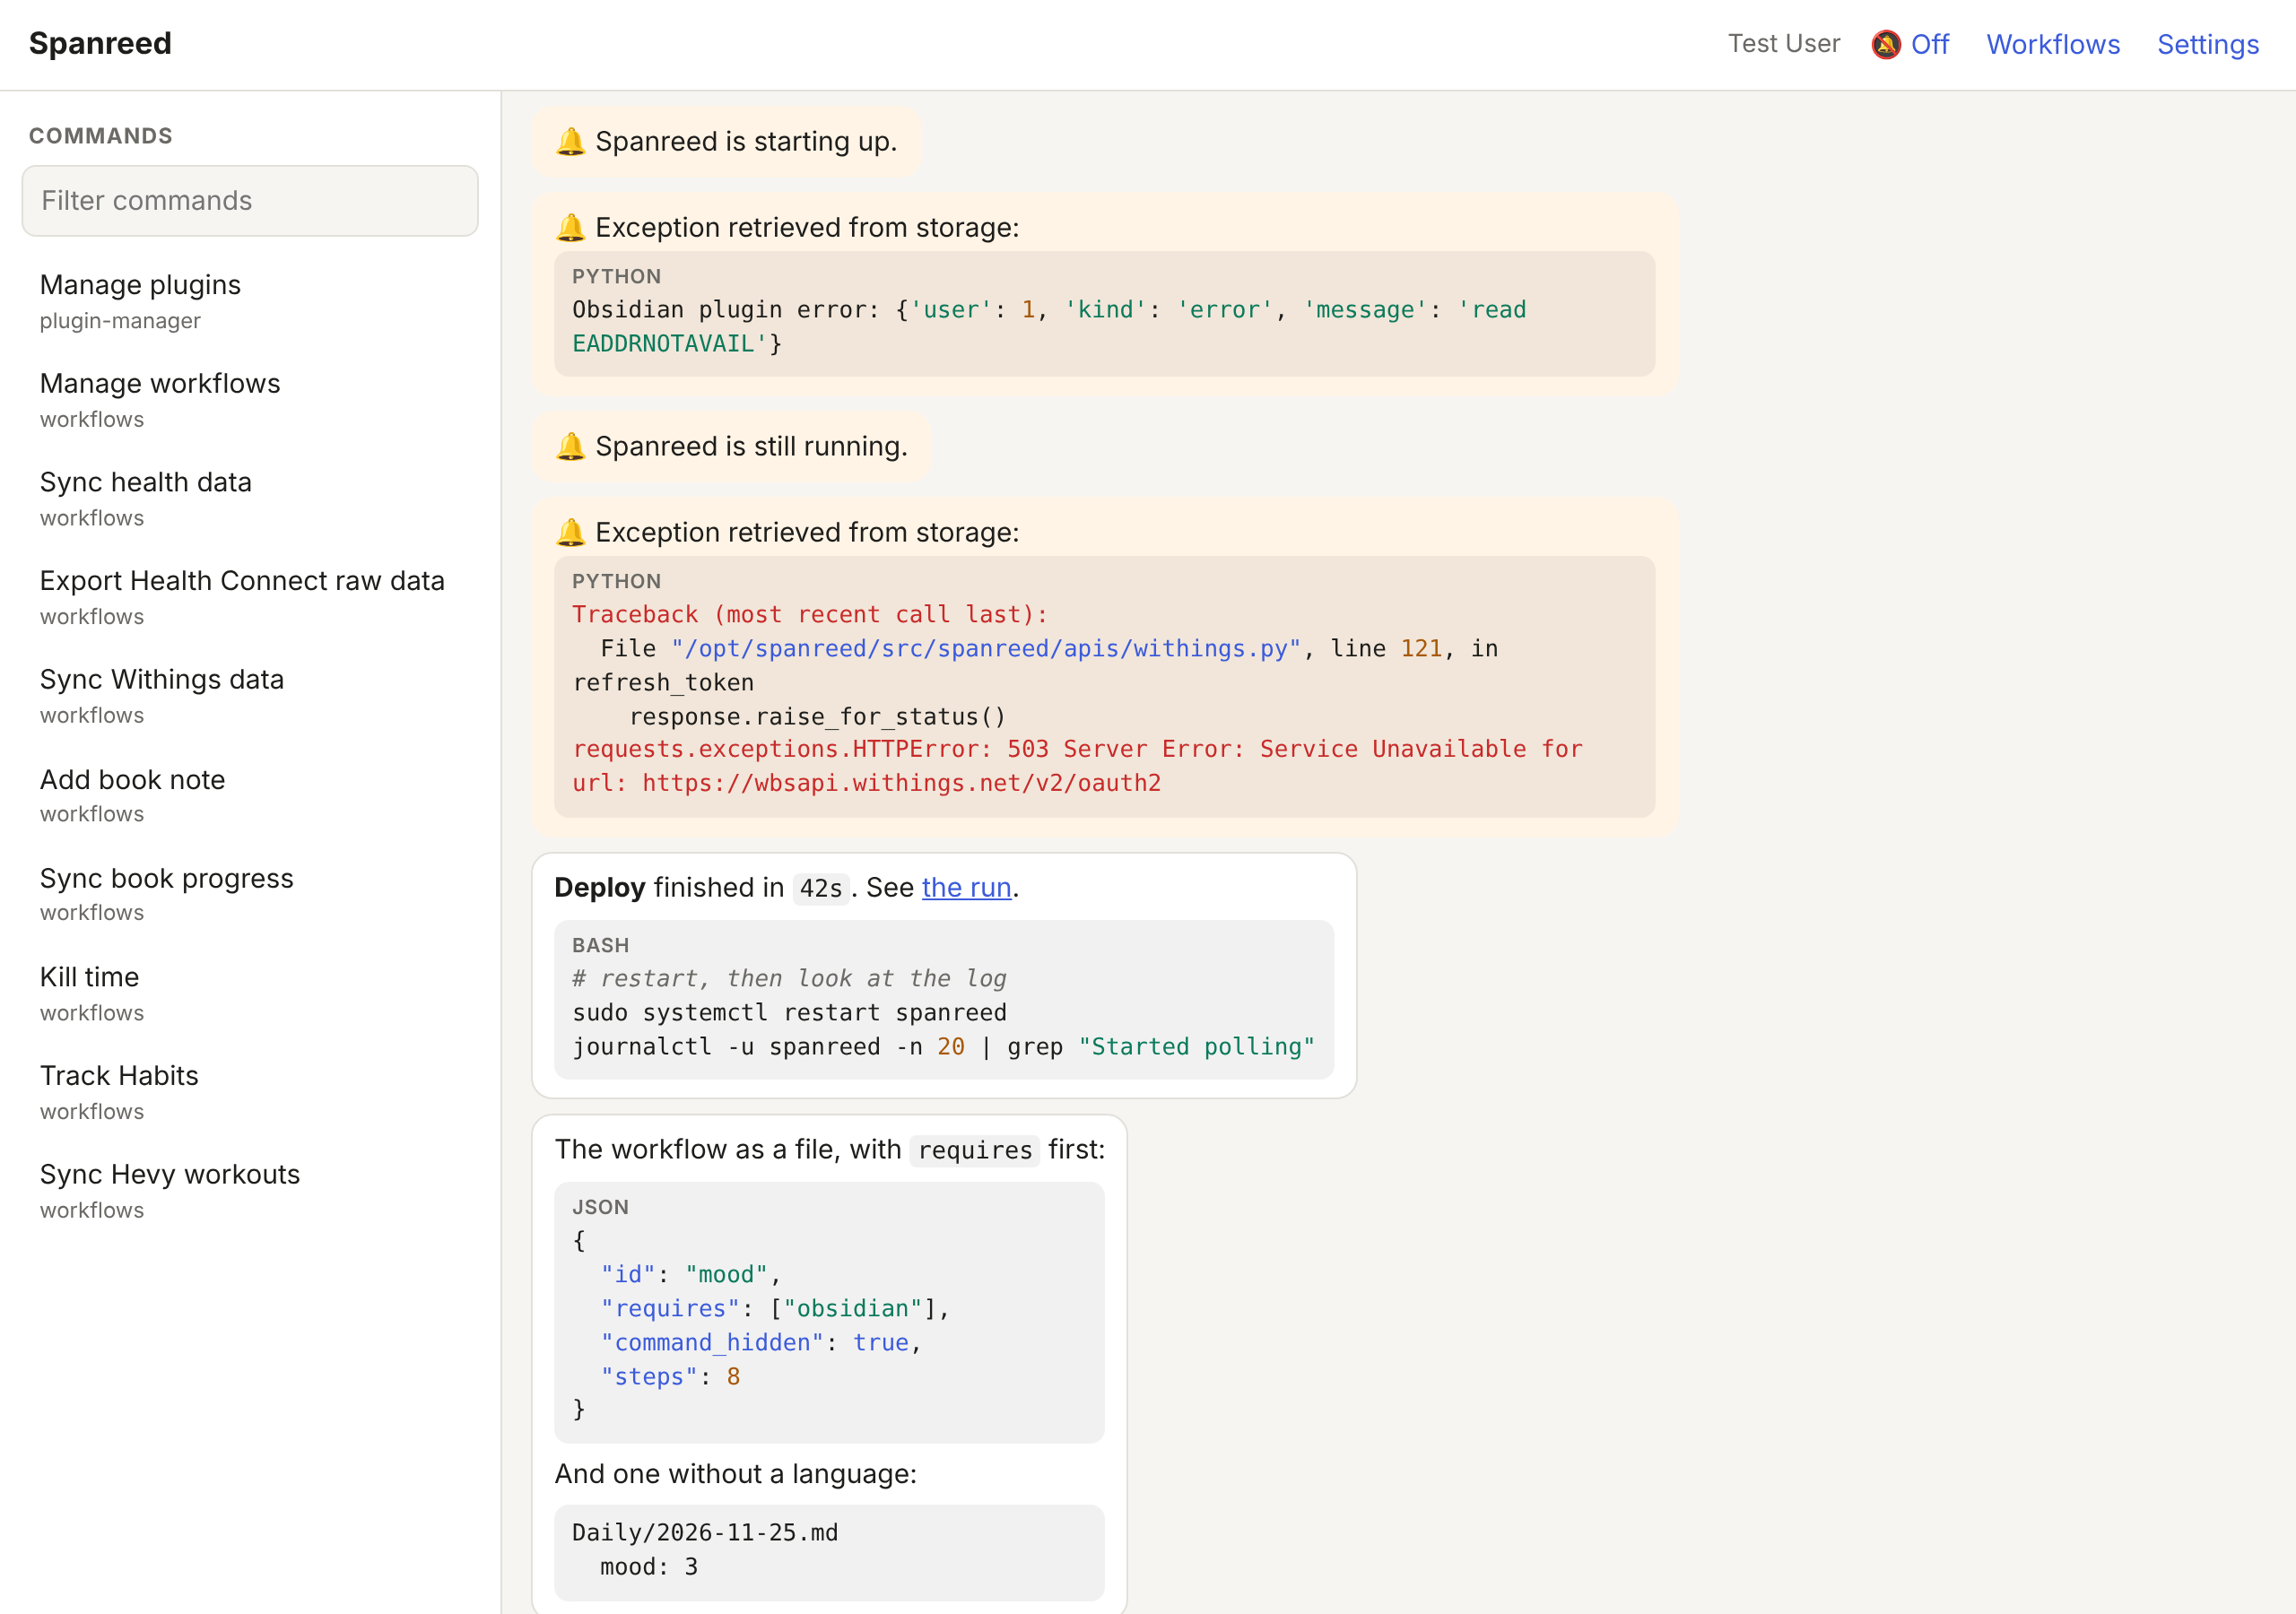 Spanreed
Test User
Off
Workflows
Settings
COMMANDS
Filter commands
Manage plugins
plugin-manager
Manage workflows
workflows
Sync health data
workflows
Export Health Connect raw data
workflows
Sync Withings data
workflows
Add book note
workflows
Sync book progress
workflows
Kill time
workflows
Track Habits
workflows
Sync Hevy workouts
workflows
🔔 Spanreed is starting up.
🔔 Exception retrieved from storage:
PYTHON
Obsidian plugin error: {'user': 1, 'kind': 'error', 'message': 'read
EADDRNOTAVAIL'}
🔔 Spanreed is still running.
🔔 Exception retrieved from storage:
PYTHON
Traceback (most recent call last):
  File "/opt/spanreed/src/spanreed/apis/withings.py", line 121, in
refresh_token
    response.raise_for_status()
requests.exceptions.HTTPError: 503 Server Error: Service Unavailable for
url: https://wbsapi.withings.net/v2/oauth2
Deploy finished in 42s. See the run.
BASH
# restart, then look at the log
sudo systemctl restart spanreed
journalctl -u spanreed -n 20 | grep "Started polling"
The workflow as a file, with requires first:
JSON
{
  "id": "mood",
  "requires": ["obsidian"],
  "command_hidden": true,
  "steps": 8
}
And one without a language:
Daily/2026-11-25.md
  mood: 3